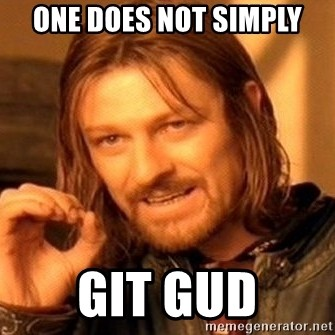 ONE DOES NOT SIMPLY
GIT GUD
memegenerator.net